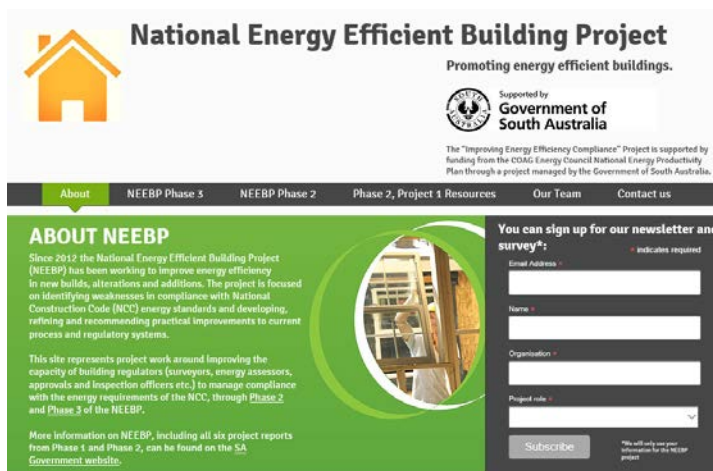 National Energy Efficient Building Project
Promoting energy efficient buildings.
SOUTH AUSTRALIA
Supported by
Government of
South Australia
The "Improving Energy Efficiency Compliance" Project is supported by
funding from the COAG Energy Council National Energy Productivity
Plan through a project managed by the Government of South Australia.
About NEEBP Phase 3 NEEBP Phase 2 Phase 2, Project 1 Resources Our Team Contact us
ABOUT NEEBP
Since 2012 the National Energy Efficient Building Project
(NEEBP) has been working to improve energy efficiency
in new builds, alterations and additions. The project is focused
on identifying weaknesses in compliance with National
Construction Code (NCC) energy standards and developing,
refining and recommending practical improvements to current
process and regulatory systems.
This site represents project work around improving the
capacity of building regulators (surveyors, energy assessors,
approvals and inspection officers etc.) to manage compliance
with the energy requirements of the NCC, through Phase 2
and Phase 3 of the NEEBP.
More information on NEEBP, including all six project reports
from Phase 1 and Phase 2, can be found on the SA
Government website.
You can sign up for our newsletter and
survey*:
* indicates required
Email Address *
Name *
Organisation *
Project role *
Subscribe
*We will only use your
information for the NEEBP
project